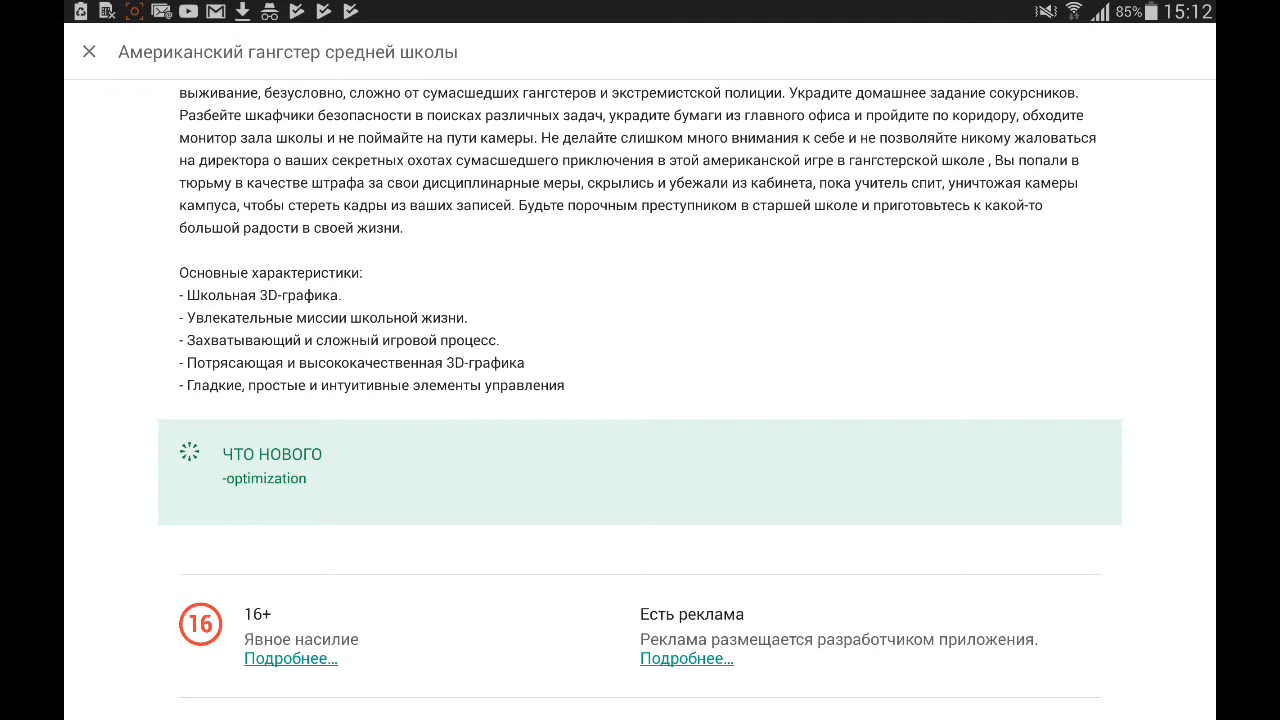 85% 15:12
Американский гангстер средней школы
выживание, безусловно, сложно от сумасшедших гангстеров и экстремистской полиции. Украдите домашнее задание сокурсников.
Разбейте шкафчики безопасности в поисках различных задач, украдите бумаги из главного офиса и пройдите по коридору, обходите
монитор зала школы и не поймайте на пути камеры. Не делайте слишком много внимания к себе и не позволяйте никому жаловаться
на директора о ваших секретных охотах сумасшедшего приключения в этой американской игре в гангстерской школе , Вы попали в
тюрьму в качестве штрафа за свои дисциплинарные меры, скрылись и убежали из кабинета, пока учитель спит, уничтожая камеры
кампуса, чтобы стереть кадры из ваших записей. Будьте порочным преступником в старшей школе и приготовьтесь к какой-то
большой радости в своей жизни.
Основные характеристики:
- Школьная 3D-графика.
- Увлекательные миссии школьной жизни.
- Захватывающий и сложный игровой процесс.
- Потрясающая и высококачественная 3D-графика
- Гладкие, простые и интуитивные элементы управления
ЧТО НОВОГО
-optimization
16
16+
Явное насилие
Подробнее...
Есть реклама
Реклама размещается разработчиком приложения.
Подробнее...